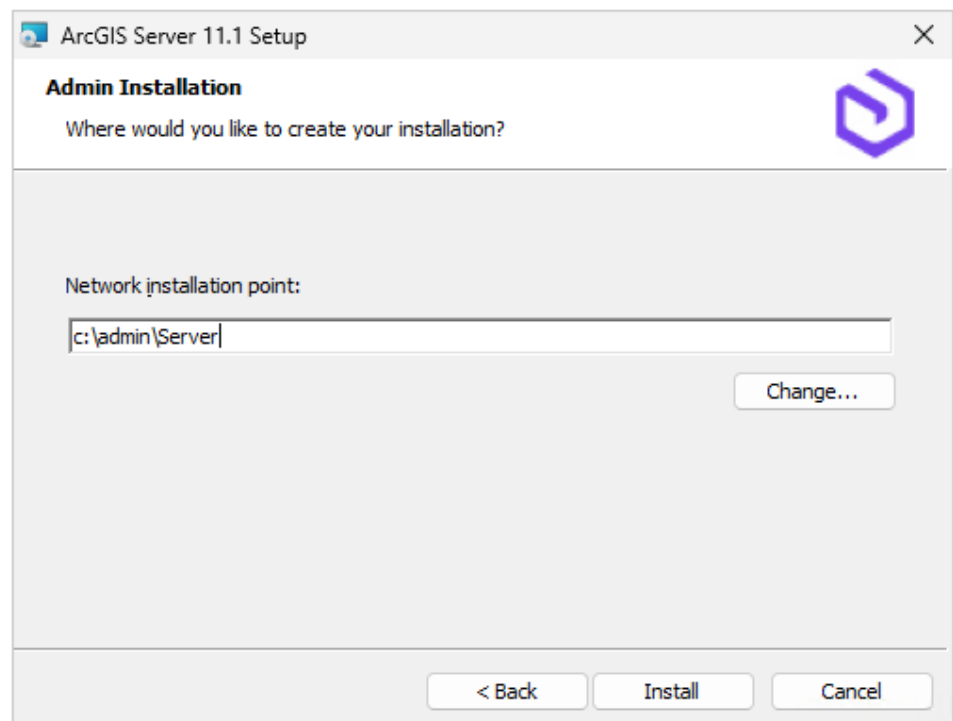 ArcGIS Server 11.1 Setup
Admin Installation
Where would you like to create your installation?
Network installation point:
c:\admin\Server
Change...
< Back
Install
Cancel